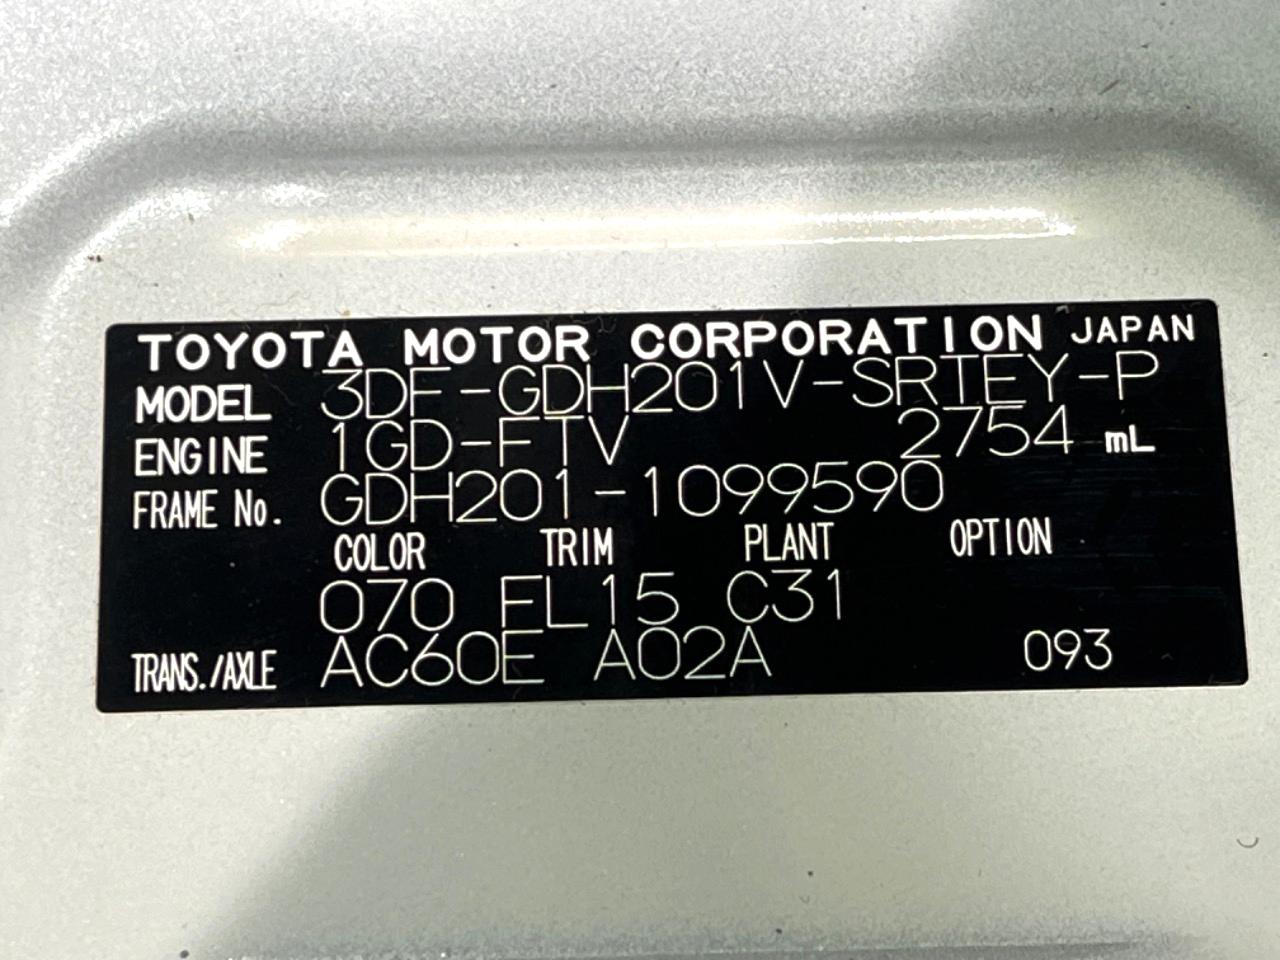 TOYOTA MOTOR CORPORATION JAPAN
MODEL 3DF-GDH201V-SRTEY-P
ENGINE 1GD-FTV 2754 mL
FRAME No. GDH201-1099590
COLOR TRIM PLANT OPTION
070 FL15 C31
TRANS./AXLE AC60E A02A 093